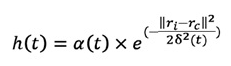 h(t) = α(t) × e^(-‖r_i-r_c‖²/2δ²(t))